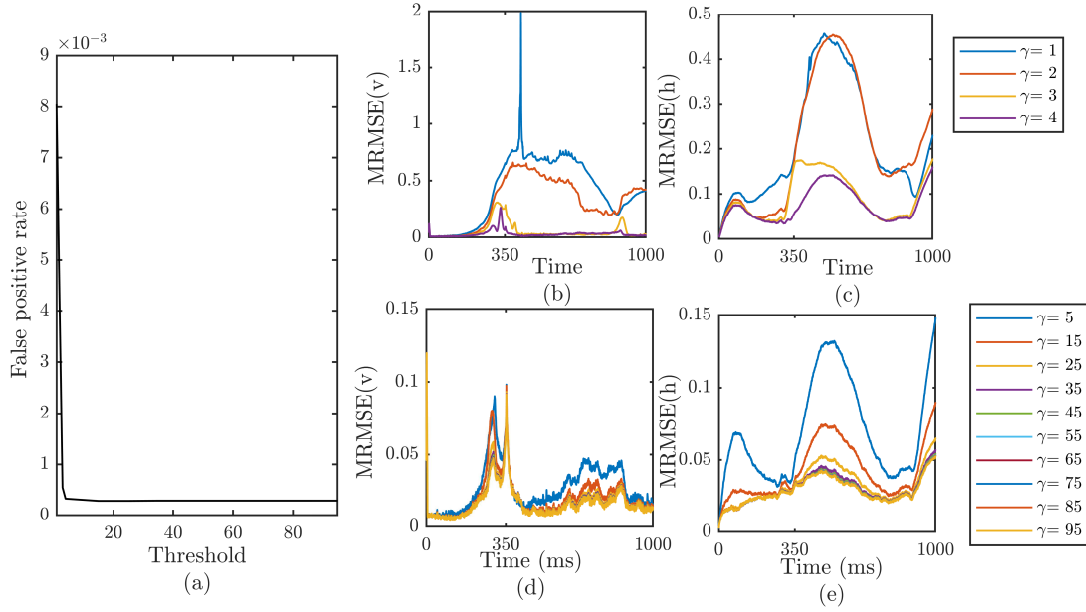 ×10⁻³
9
8
7
6
5
4
3
2
1
0
20
40
60
80
False positive rate
Threshold
(a)
2
1.5
1
0.5
0
MRMSE(v)
0
350
1000
Time
(b)
0.5
0.4
0.3
0.2
0.1
0
MRMSE(h)
0
350
1000
Time
(c)
γ= 1
γ= 2
γ= 3
γ= 4
0.15
0.1
0.05
0
MRMSE(v)
0
350
1000
Time (ms)
(d)
0.15
0.1
0.05
0
MRMSE(h)
0
350
1000
Time (ms)
(e)
γ= 5
γ= 15
γ= 25
γ= 35
γ= 45
γ= 55
γ= 65
γ= 75
γ= 85
γ= 95